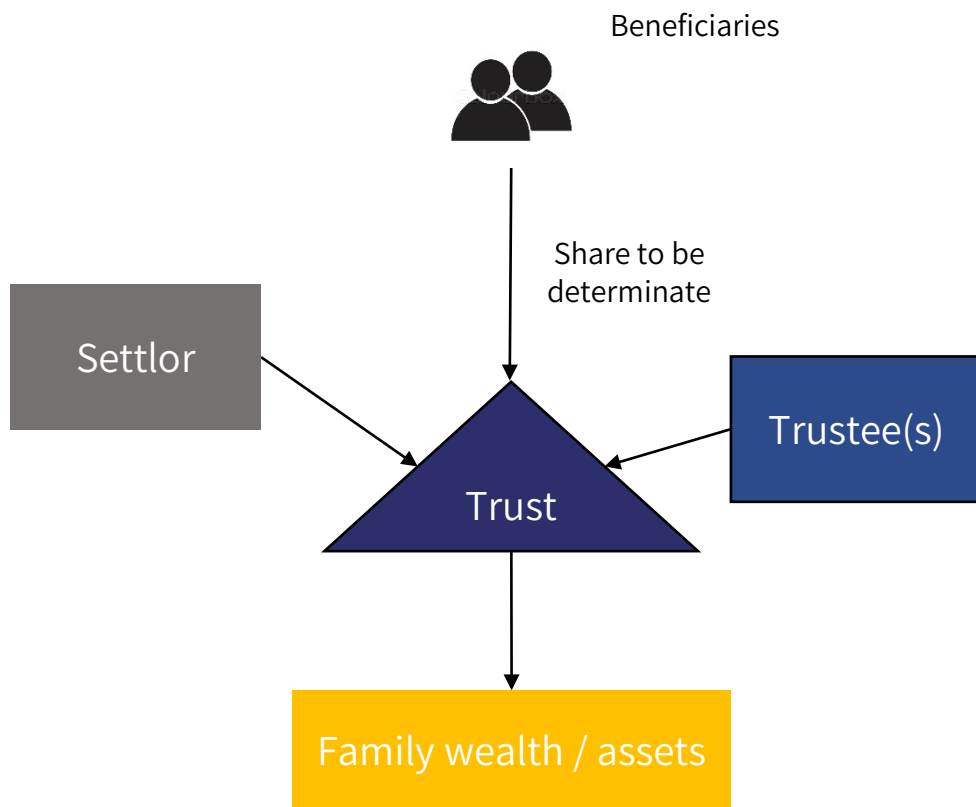 Beneficiaries
Share to be
determinate
Settlor
Trustee(s)
Trust
Family wealth / assets